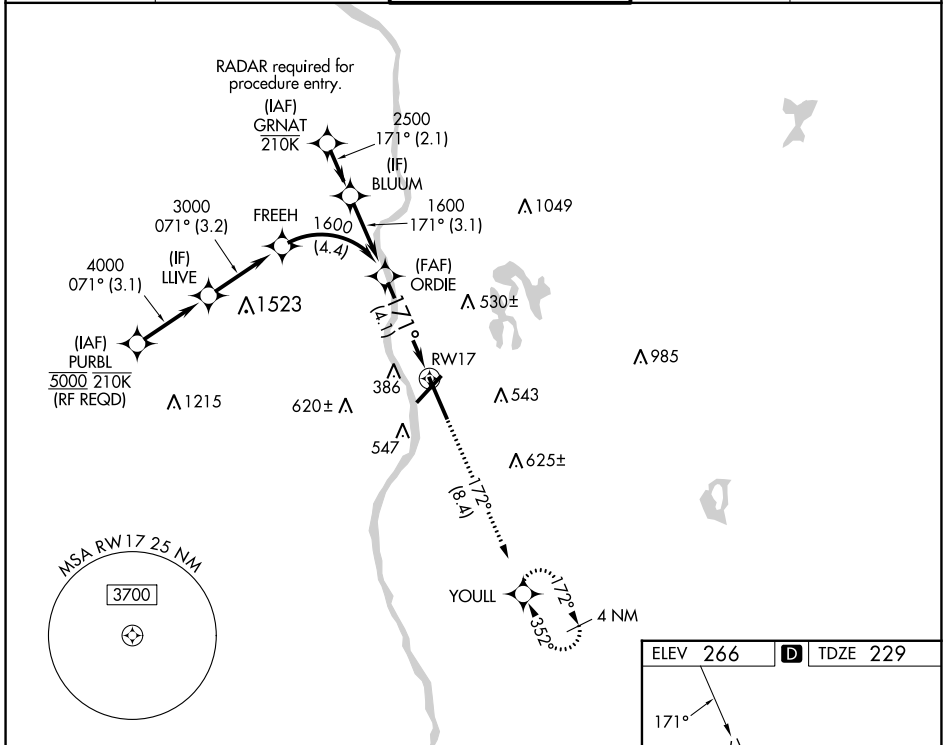 RADAR required for
procedure entry.
(IAF)
GRNAT
210K
2500
171° (2.1)
(IF)
BLUUM
1600
171° (3.1)
1049
3000
071° (3.2)
FREEH
1600
(4.4)
(IF)
LLIVE
4000
071° (3.1)
1523
(FAF)
ORDIE
530±
171°
(4.1)
(IAF)
PURBL
5000 210K
(RF REQD)
RW17
985
386
543
1215
620±
547
625±
172°
(8.4)
MSA RW17 25 NM
3700
YOULL
172°
352°
4 NM
ELEV 266 D TDZE 229
171°